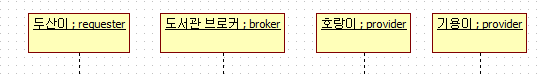 두산이 ; requester
도서관 브로커 ; broker
호랑이 ; provider
기용이 ; provider